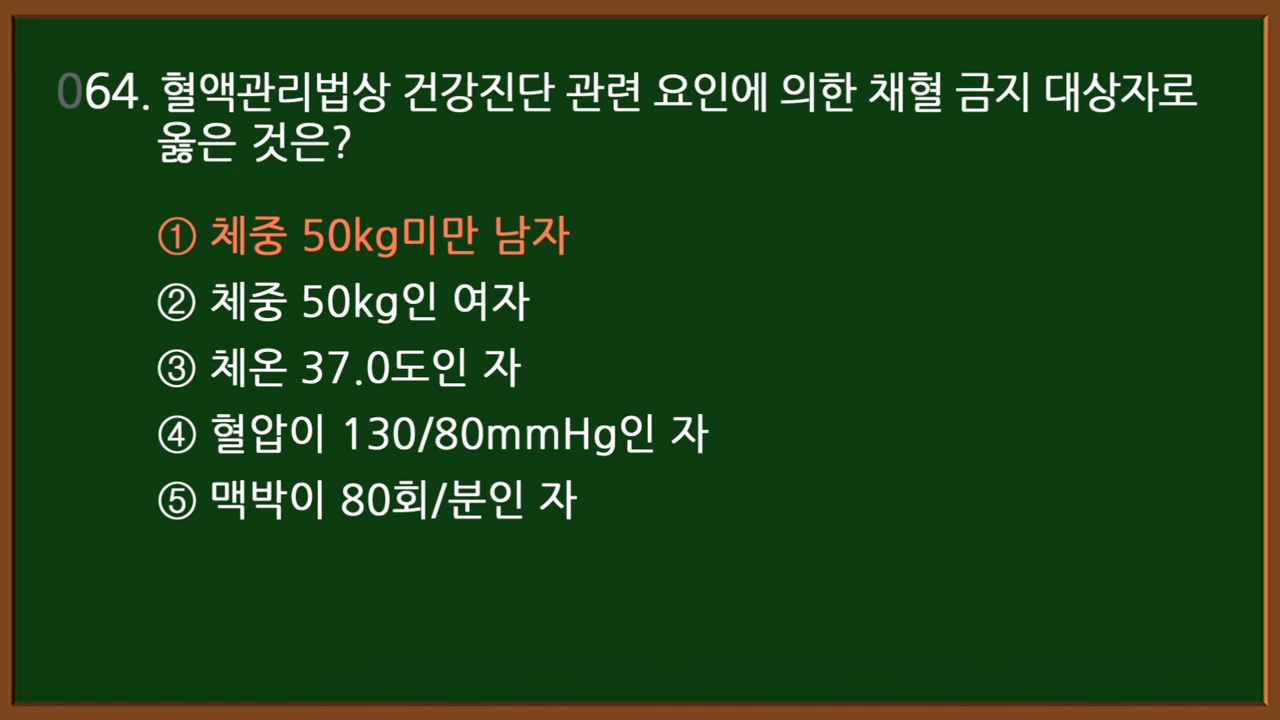 064. 혈액관리법상 건강진단 관련 요인에 의한 채혈 금지 대상자로
옳은 것은?
① 체중 50kg미만 남자
② 체중 50kg인 여자
③ 체온 37.0도인 자
④ 혈압이 130/80mmHg인 자
⑤ 맥박이 80회/분인 자